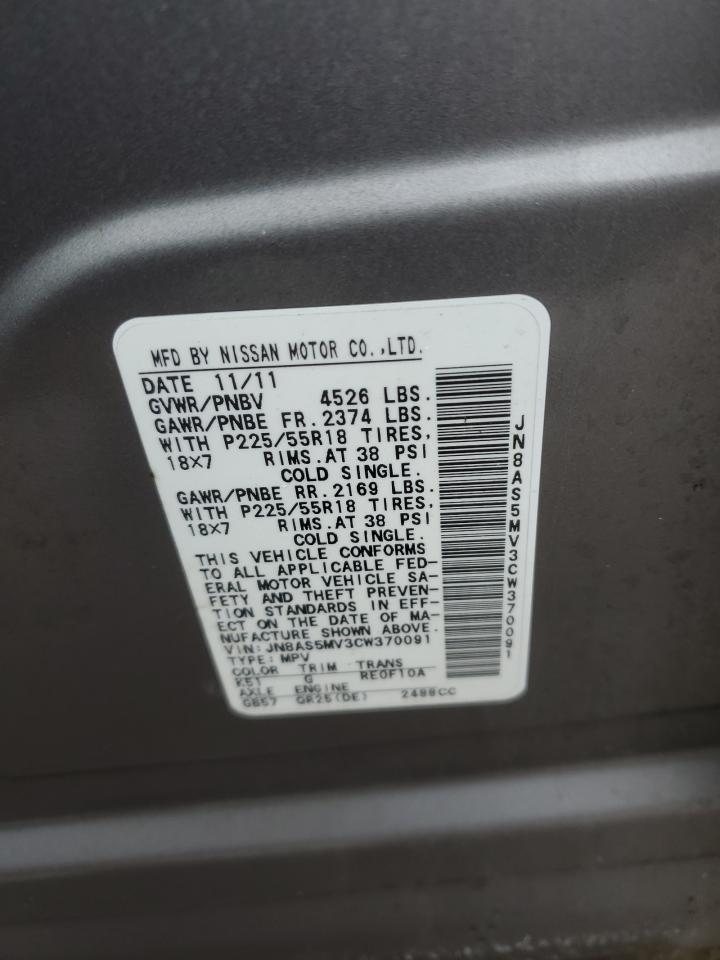 MFD BY NISSAN MOTOR CO.,LTD.
DATE 11/11
GVWR/PNBV 4526 LBS.
GAWR/PNBE FR. 2374 LBS.
WITH P225/55R18 TIRES,
18X7 RIMS.AT 38 PSI
COLD SINGLE.
GAWR/PNBE RR. 2169 LBS.
WITH P225/55R18 TIRES,
18X7 RIMS.AT 38 PSI
COLD SINGLE.
THIS VEHICLE CONFORMS
TO ALL APPLICABLE FED-
ERAL MOTOR VEHICLE SA-
FETY AND THEFT PREVEN-
TION STANDARDS IN EFF-
ECT ON THE DATE OF MA-
NUFACTURE SHOWN ABOVE.
VIN: JN8AS5MV3CW370091
TYPE: MPV
COLOR TRIM TRANS
K51 G RE0F10A
AXLE ENGINE
GB57 QR25(DE) 2488CC
JN8AS5MV3CW370091